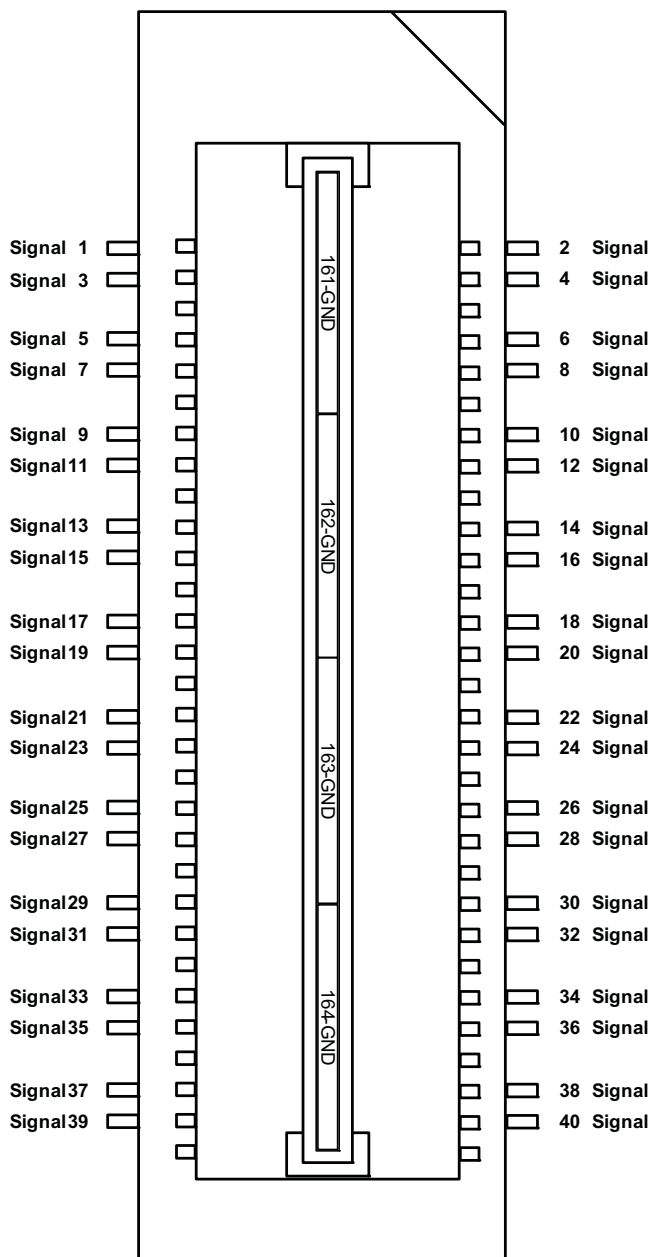 Signal 1 2 Signal
Signal 3 4 Signal
161-GND
Signal 5 6 Signal
Signal 7 8 Signal
Signal 9 10 Signal
Signal11 12 Signal
162-GND
Signal13 14 Signal
Signal15 16 Signal
Signal17 18 Signal
Signal19 20 Signal
Signal21 22 Signal
Signal23 24 Signal
163-GND
Signal25 26 Signal
Signal27 28 Signal
Signal29 30 Signal
Signal31 32 Signal
Signal33 34 Signal
164-GND
Signal35 36 Signal
Signal37 38 Signal
Signal39 40 Signal